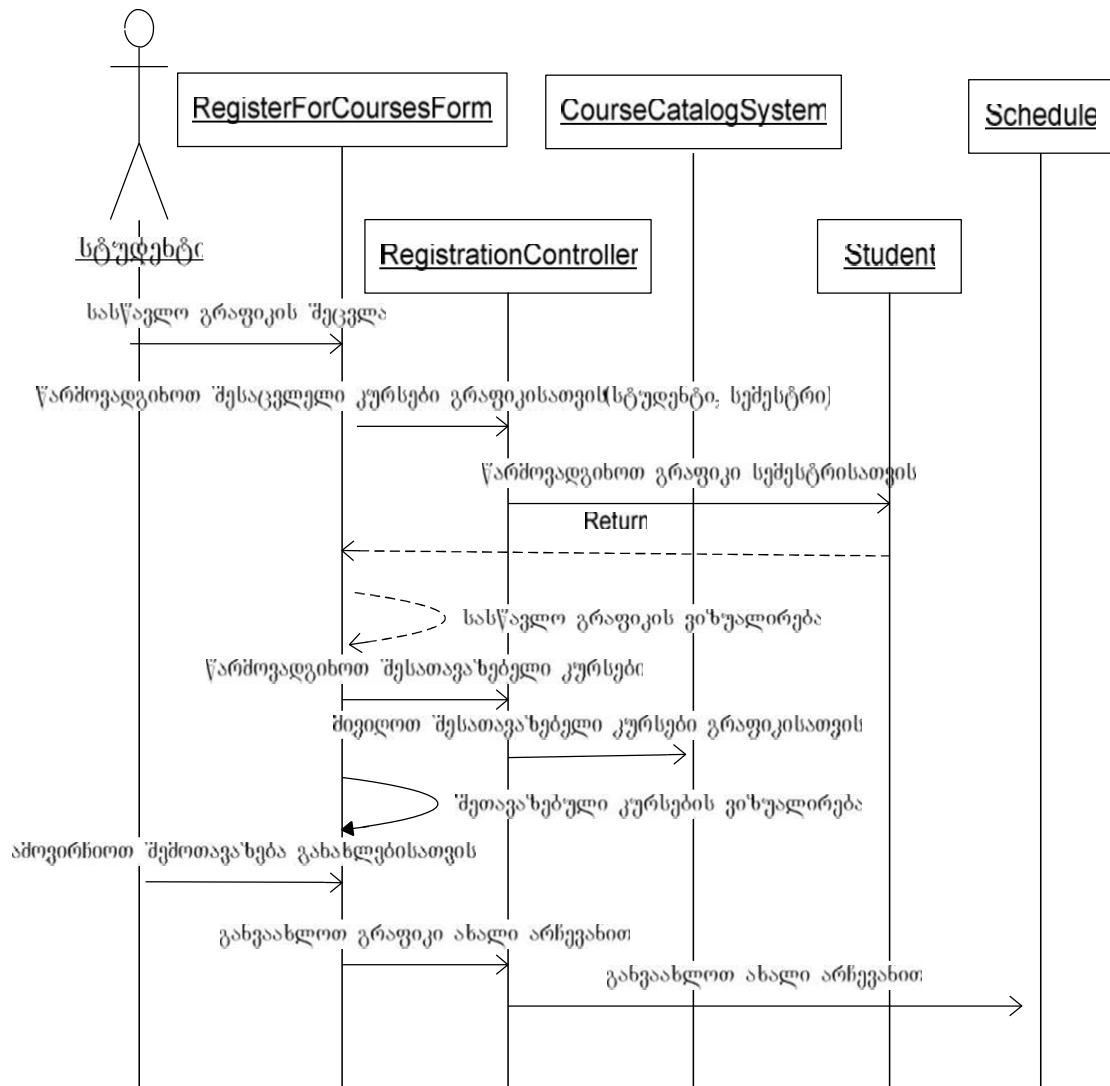 RegisterForCoursesForm
CourseCatalogSystem
Schedule
სტუდენტი
RegistrationController
Student
სასწავლო გრაფიკის შეცვლა
წარმოვადგინოთ შესაცვლელი კურსები გრაფიკისათვის(სტუდენტი, სემესტრი)
წარმოვადგინოთ გრაფიკი სემესტრისათვის
Return
სასწავლო გრაფიკის ვიზუალირება
წარმოვადგინოთ შესათავაზებელი კურსები
მივიღოთ შესათავაზებელი კურსები გრაფიკისათვის
შეთავაზებული კურსების ვიზუალირება
ამოვირჩიოთ შემოთავაზება განახლებისათვის
განვაახლოთ გრაფიკი ახალი არჩევანით
განვაახლოთ ახალი არჩევანით